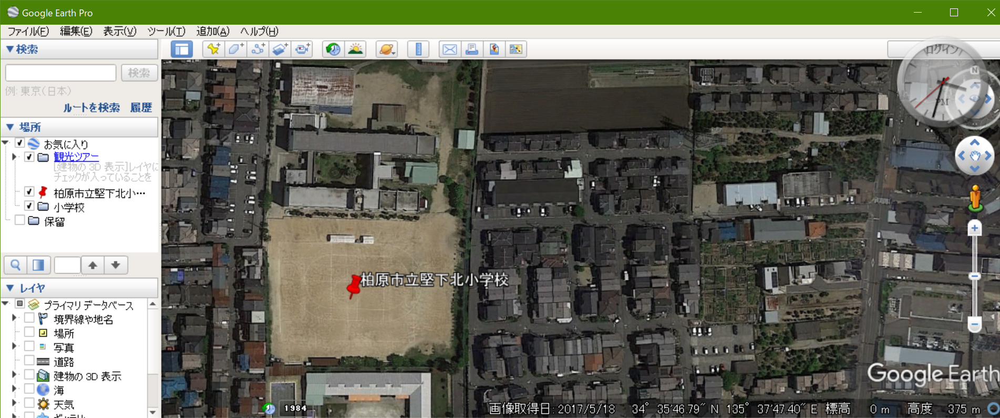 Google Earth Pro
ファイル(F) 編集(E) 表示(V) ツール(T) 追加(A) ヘルプ(H)
▼検索
検索
例: 東京(日本)
ルートを検索 履歴
▼ 場所
お気に入り
観光ツアー
[建物の 3D 表示]レイヤに
チェックが入っていることを
柏原市立堅下北小…
小学校
保留
▼ レイヤ
プライマリ データベース
境界線や地名
場所
写真
道路
建物の 3D 表示
海
天気
ログイン
N
PM
柏原市立堅下北小学校
Google Earth
1984
画像取得日: 2017/5/18 34° 35'46.79" N 135° 37'47.40" E 標高 0 m 高度 375 m